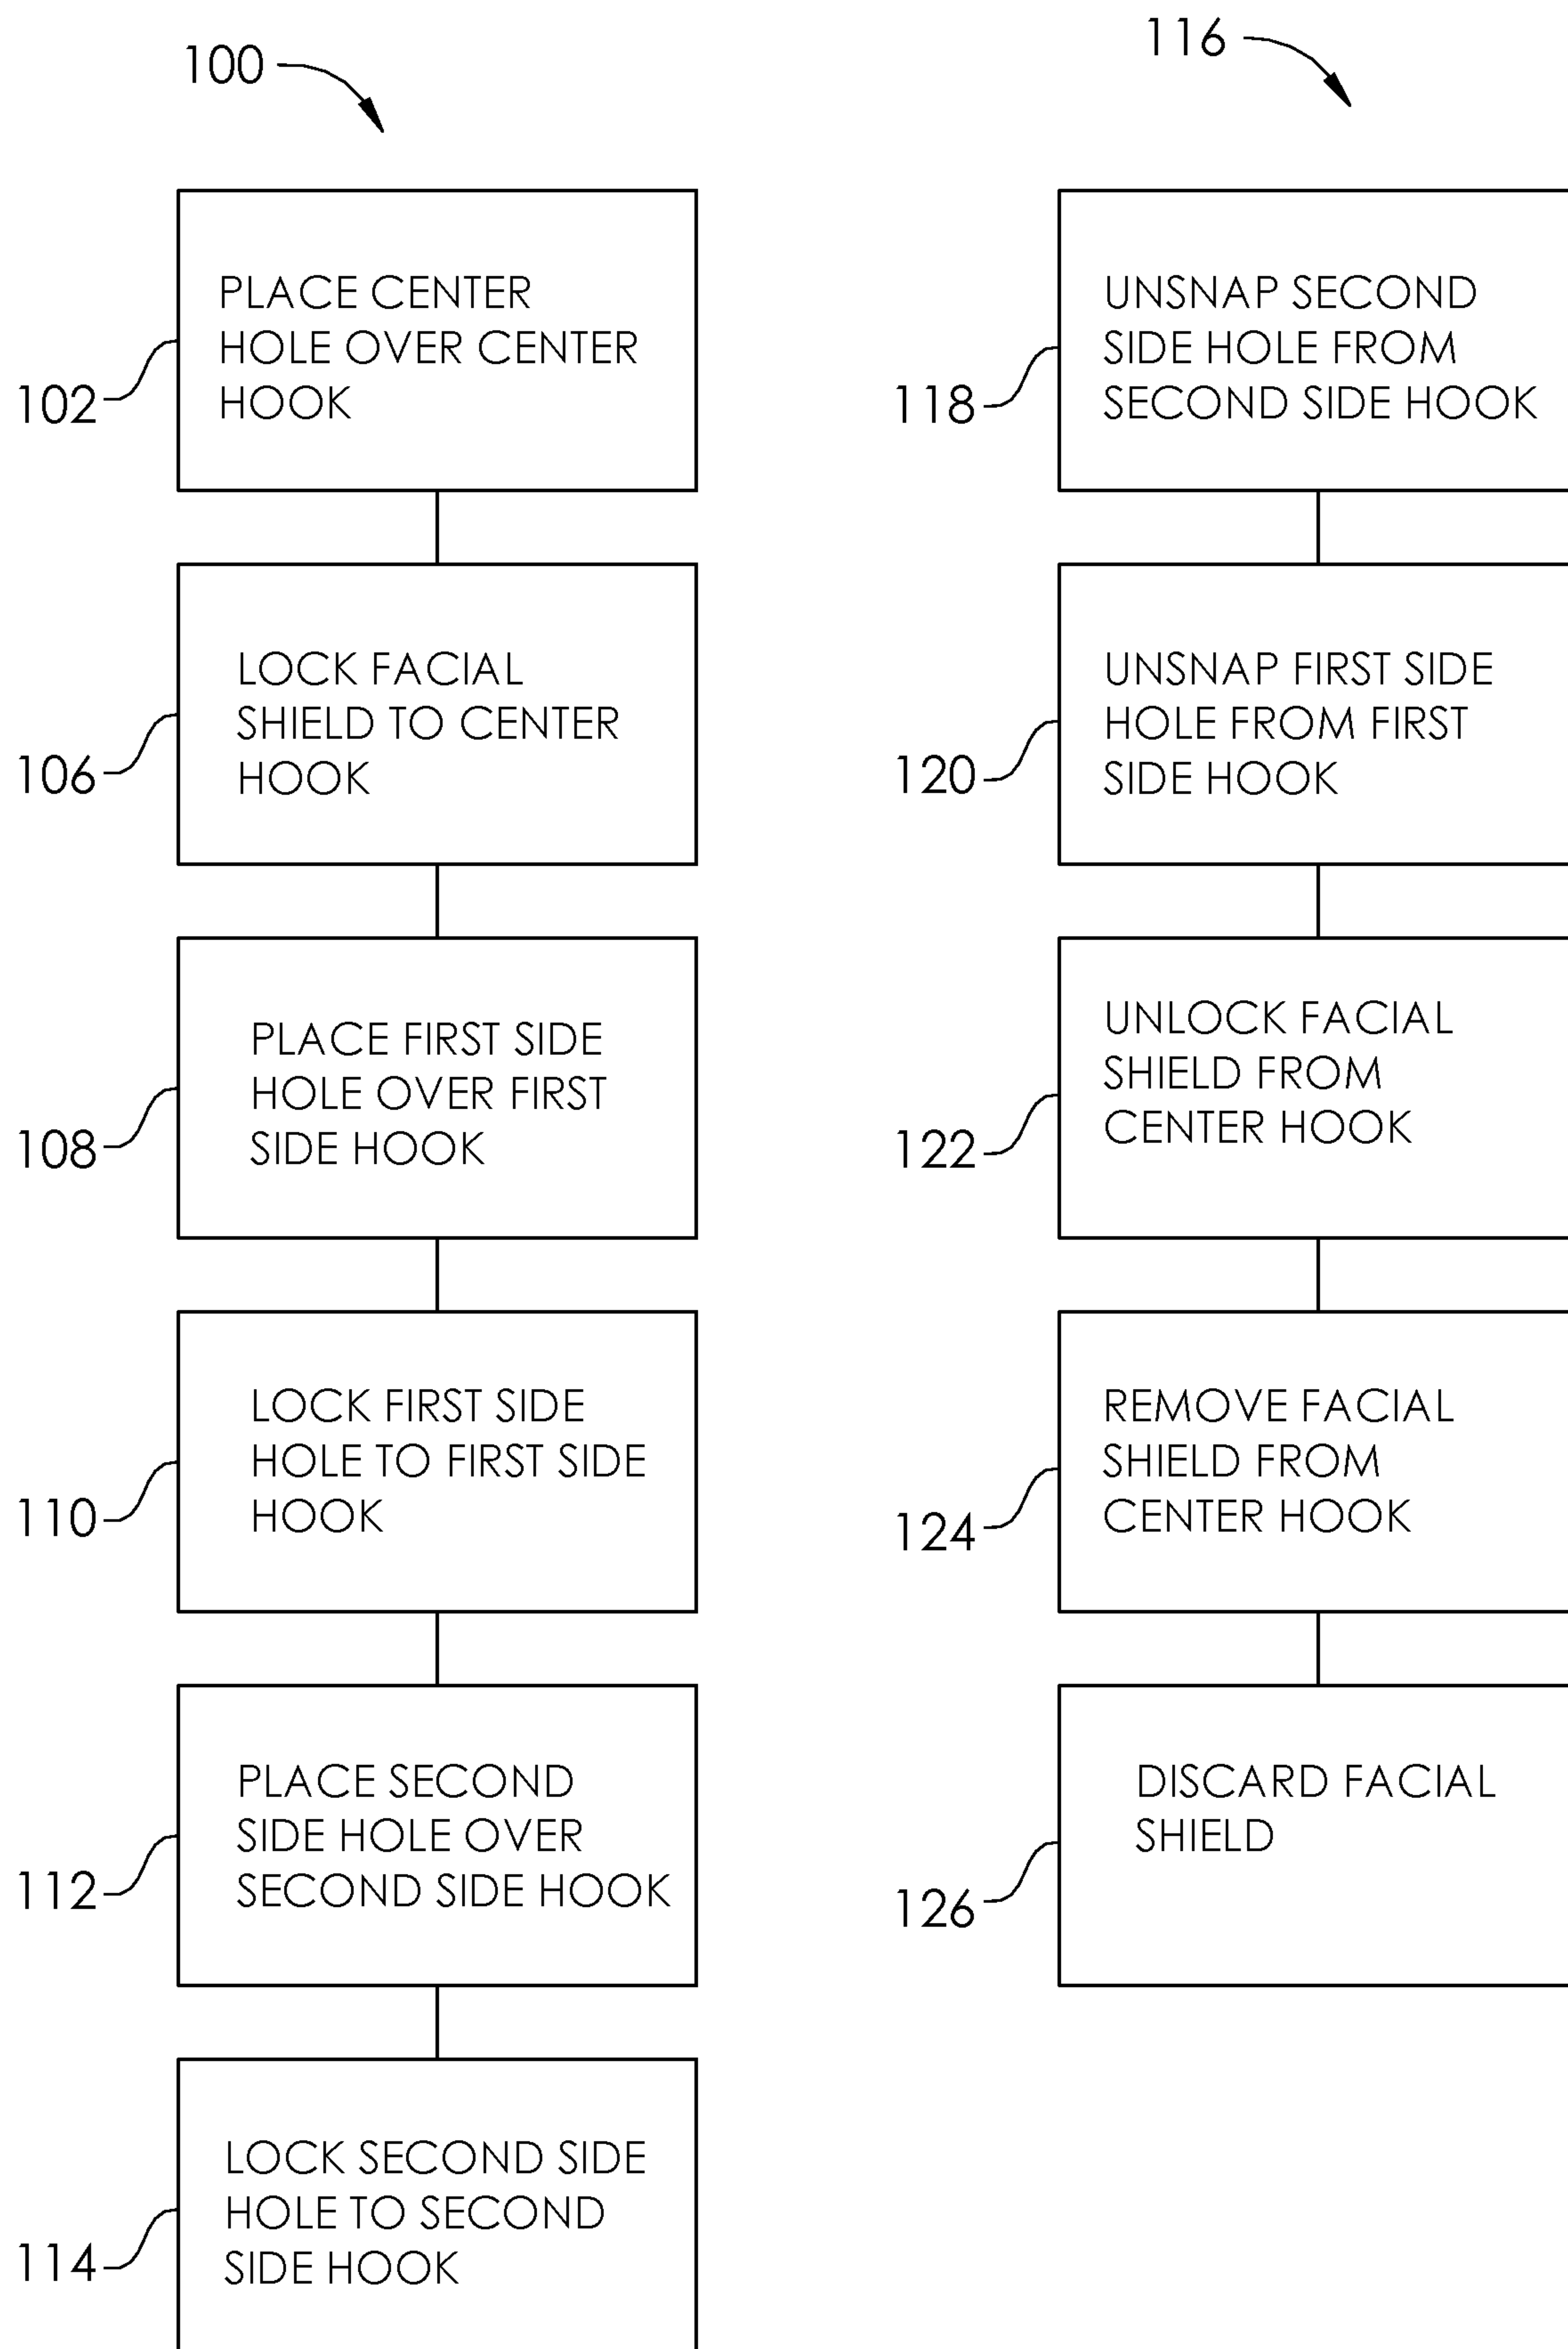 100
PLACE CENTER
HOLE OVER CENTER
HOOK
102
LOCK FACIAL
SHIELD TO CENTER
HOOK
106
PLACE FIRST SIDE
HOLE OVER FIRST
SIDE HOOK
108
LOCK FIRST SIDE
HOLE TO FIRST SIDE
HOOK
110
PLACE SECOND
SIDE HOLE OVER
SECOND SIDE HOOK
112
LOCK SECOND SIDE
HOLE TO SECOND
SIDE HOOK
114
116
UNSNAP SECOND
SIDE HOLE FROM
SECOND SIDE HOOK
118
UNSNAP FIRST SIDE
HOLE FROM FIRST
SIDE HOOK
120
UNLOCK FACIAL
SHIELD FROM
CENTER HOOK
122
REMOVE FACIAL
SHIELD FROM
CENTER HOOK
124
DISCARD FACIAL
SHIELD
126